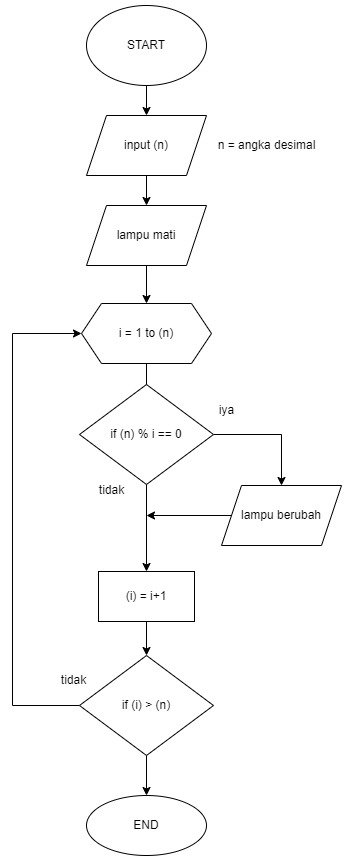 START
input (n)
n = angka desimal
lampu mati
i = 1 to (n)
iya
if (n) % i == 0
tidak
lampu berubah
(i) = i+1
tidak
if (i) > (n)
END